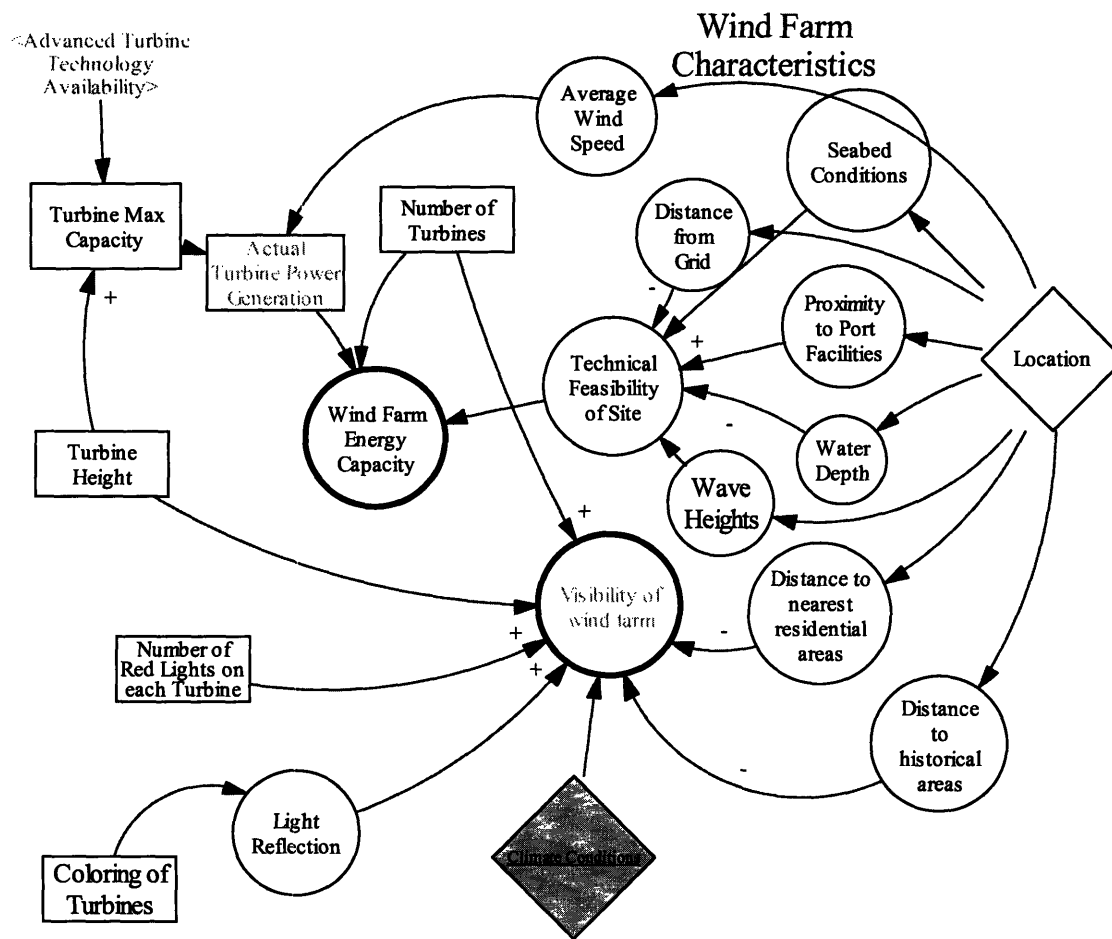 Wind Farm
Characteristics
<Advanced Turbine
Technology
Availability>
Average
Wind
Speed
Seabed
Conditions
Turbine Max
Capacity
Number of
Turbines
Distance
from
Grid
Actual
Turbine Power
Generation
+
-
Proximity
to Port
Facilities
+
Location
Technical
Feasibility
of Site
Wind Farm
Energy
Capacity
-
Turbine
Height
Water
Depth
Wave
Heights
+
Distance to
nearest
residential
areas
Visibility of
wind farm
+
-
Number of
Red Lights on
each Turbine
+
Distance
to
historical
areas
-
Light
Reflection
Climate Conditions
Coloring of
Turbines